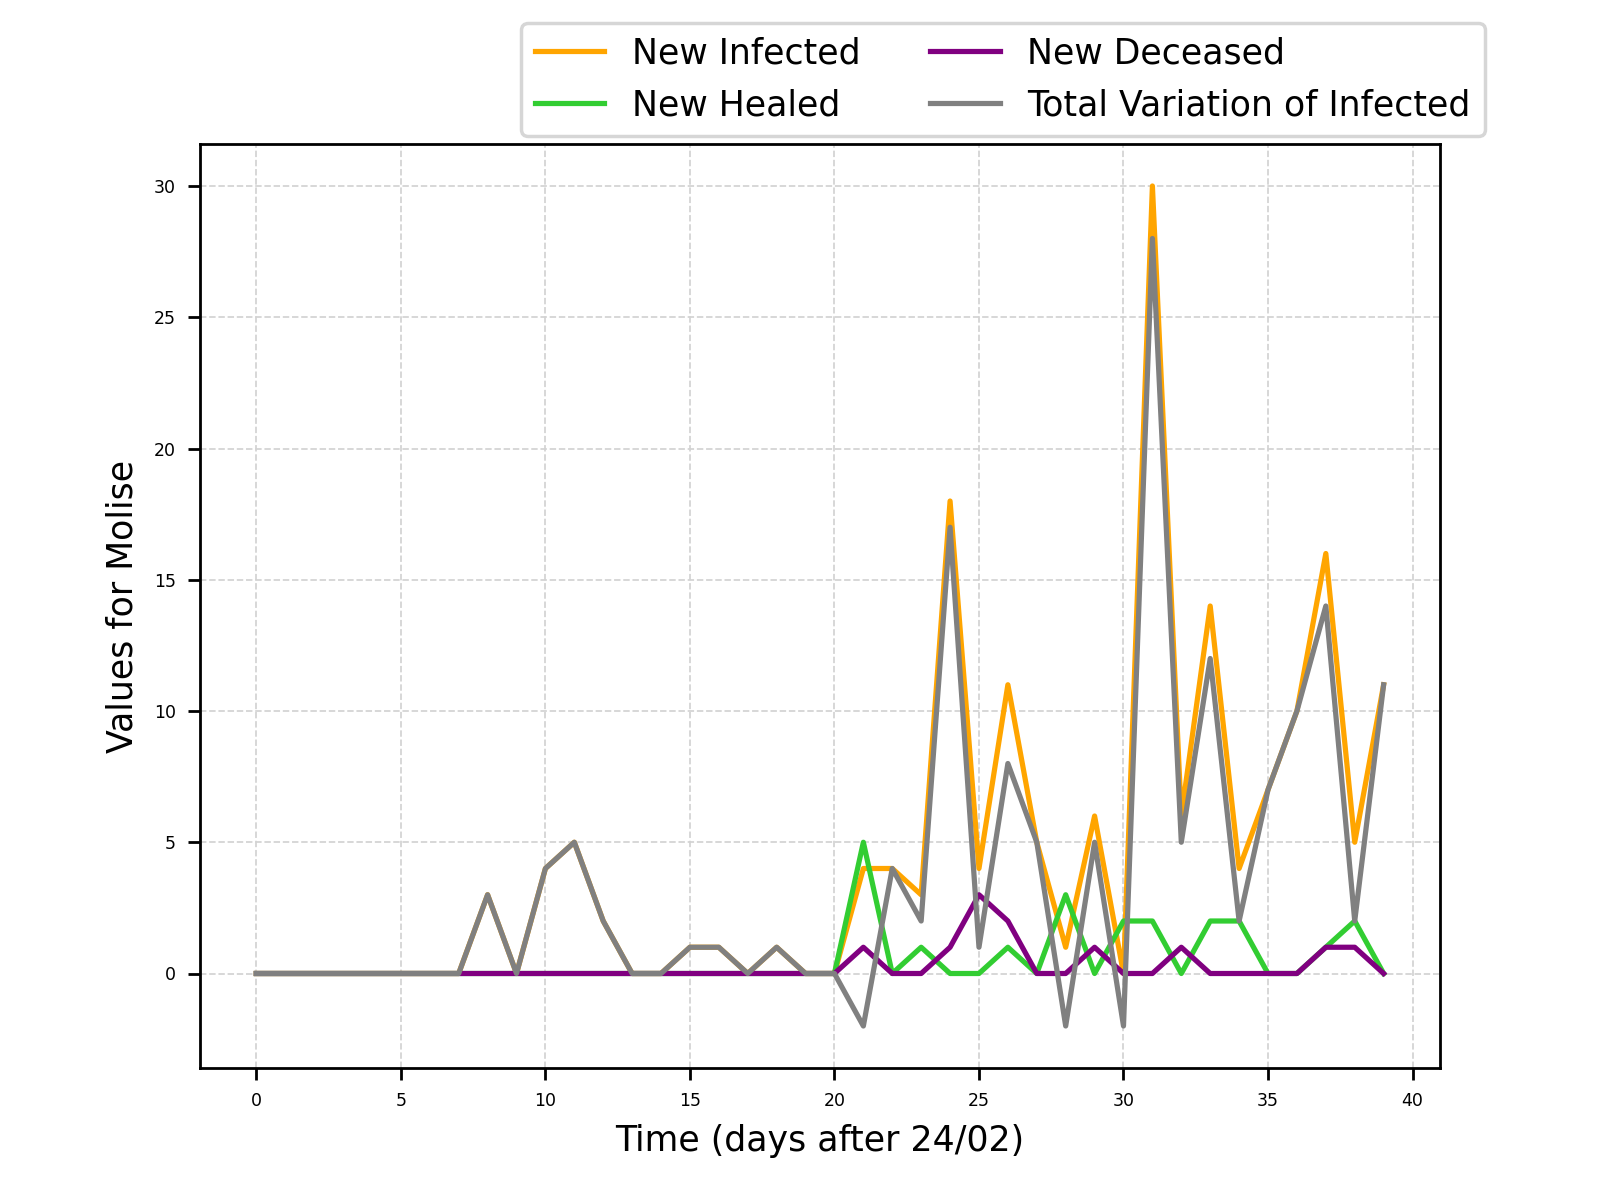 New Infected
New Healed
New Deceased
Total Variation of Infected
30
25
20
15
10
5
0
Values for Molise
0 5 10 15 20 25 30 35 40
Time (days after 24/02)